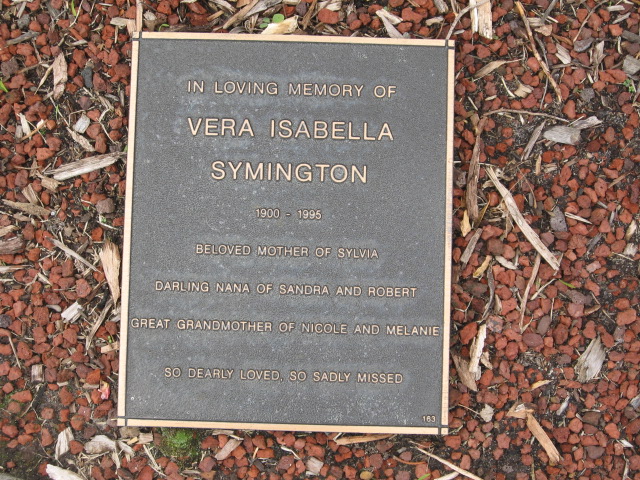 IN LOVING MEMORY OF
VERA ISABELLA
SYMINGTON
1900 - 1995
BELOVED MOTHER OF SYLVIA
DARLING NANA OF SANDRA AND ROBERT
GREAT GRANDMOTHER OF NICOLE AND MELANIE
SO DEARLY LOVED, SO SADLY MISSED
163